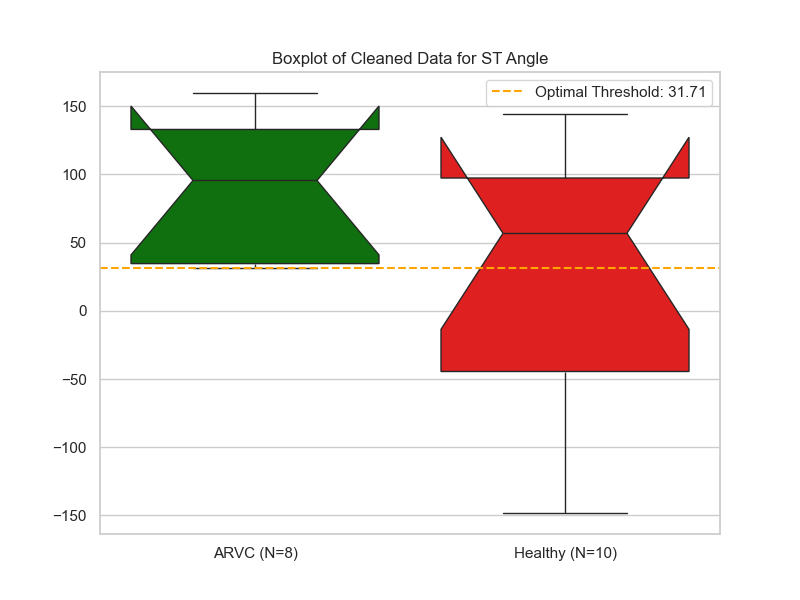 Boxplot of Cleaned Data for ST Angle
Optimal Threshold: 31.71
150
100
50
0
−50
−100
−150
ARVC (N=8)
Healthy (N=10)